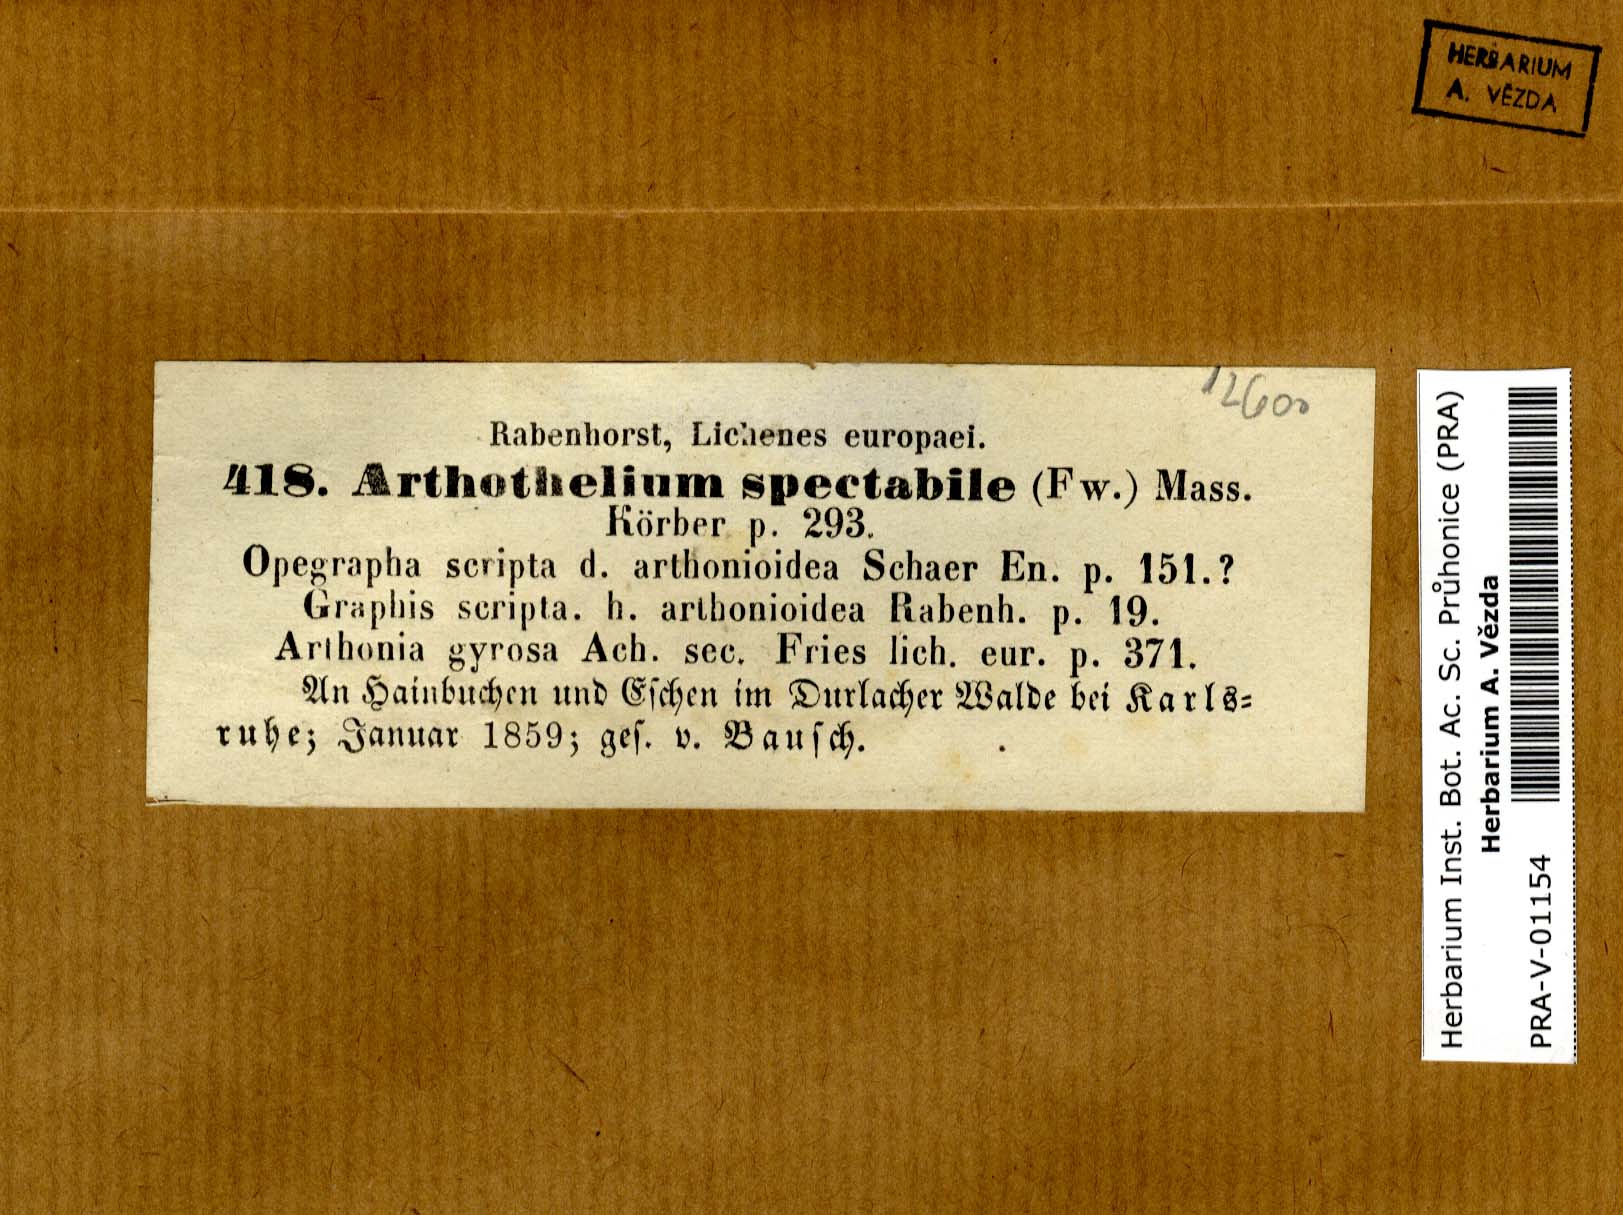 HERBARIUM
A. VĚZDA
12600
Rabenhorst, Lichenes europaei.
418. Arthothelium spectabile (Fw.) Mass.
Körber p. 293.
Opegrapha scripta d. arthonioidea Schaer En. p. 151.?
Graphis scripta. h. arthonioidea Rabenh. p. 19.
Arthonia gyrosa Ach. sec. Fries lich. eur. p. 371.
An Hainbuchen und Eschen im Durlacher Walde bei Karls-
ruhe; Januar 1859; ges. v. Bausch.
Herbarium Inst. Bot. Ac. Sc. Průhonice (PRA)
Herbarium A. Vězda
PRA-V-01154